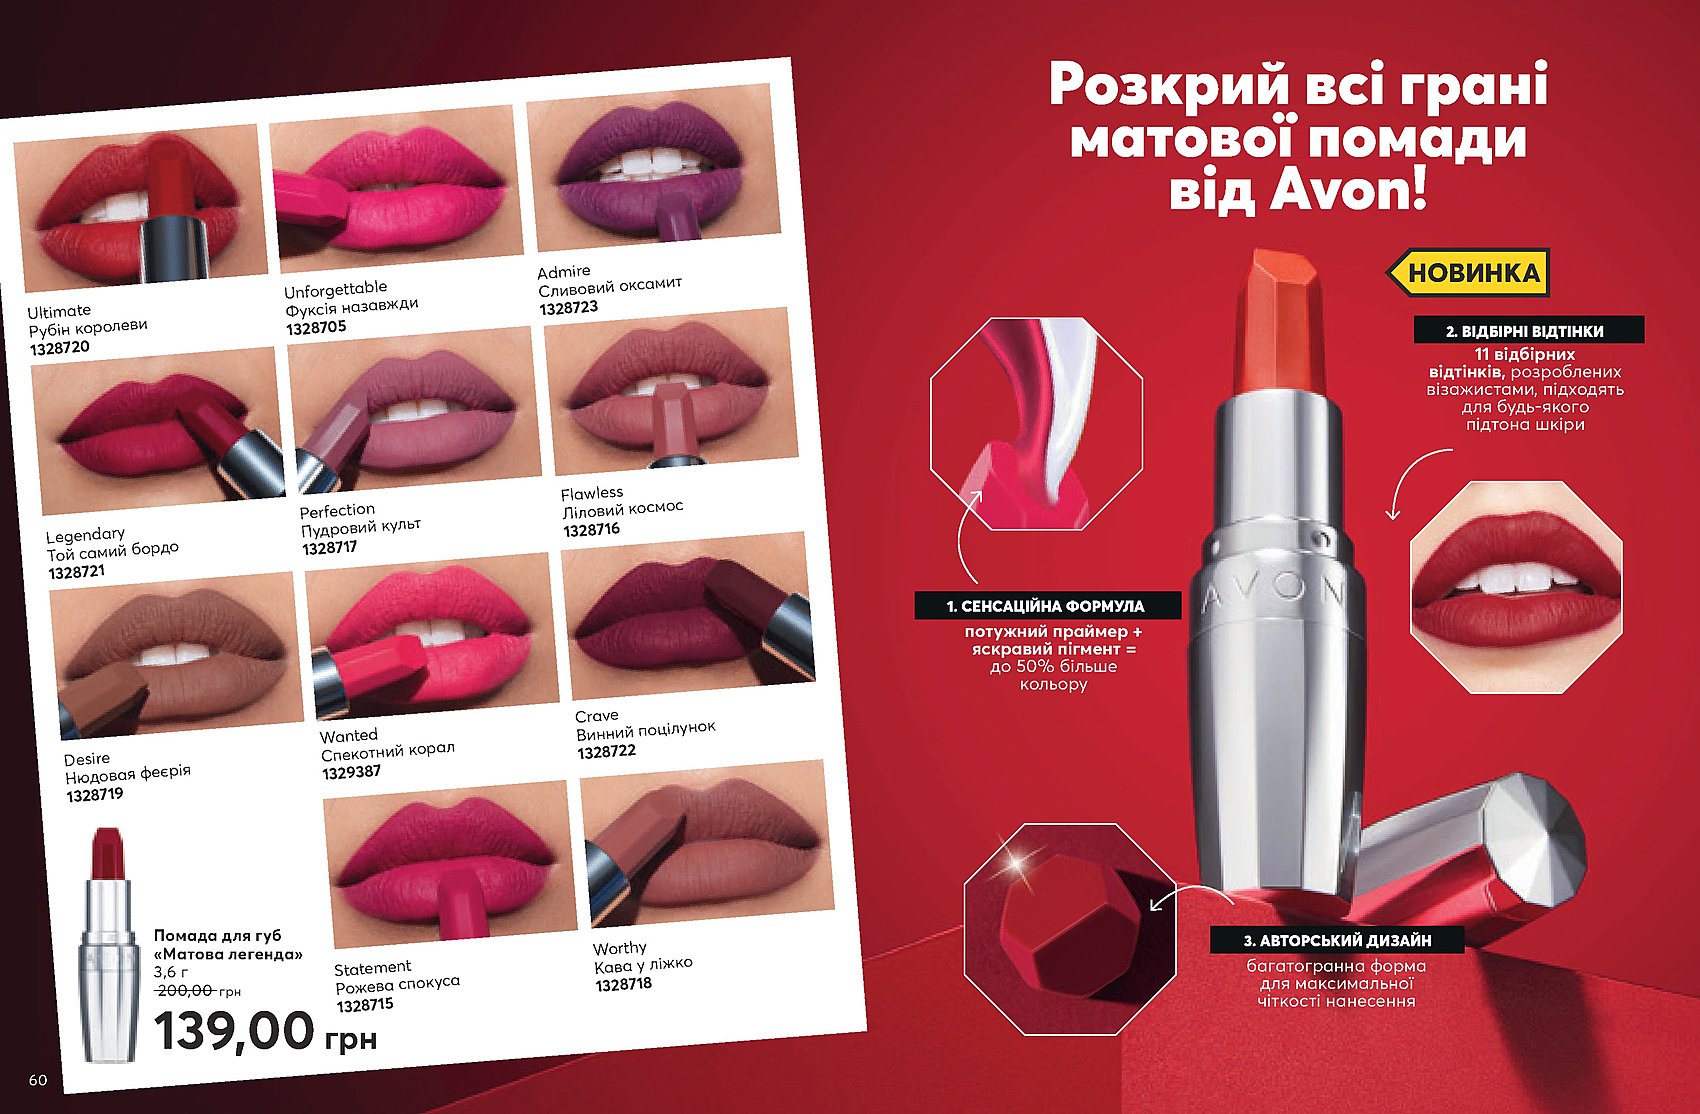 Ultimate
Рубін королеви
1328720
Unforgettable
Фуксія назавжди
1328705
Admire
Сливовий оксамит
1328723
Legendary
Той самий бордо
1328721
Perfection
Пудровий культ
1328717
Flawless
Ліловий космос
1328716
Desire
Нюдовая феєрія
1328719
Wanted
Спекотний корал
1329387
Crave
Винний поцілунок
1328722
Statement
Рожева спокуса
1328715
Worthy
Кава у ліжко
1328718
AVON
Помада для губ
«Матова легенда»
3,6 г
200,00 грн
139,00 грн
60
Розкрий всі грані
матової помади
від Avon!
НОВИНКА
2. ВІДБІРНІ ВІДТІНКИ
11 відбірних
відтінків, розроблених
візажистами, підходять
для будь-якого
підтона шкіри
AVON
1. СЕНСАЦІЙНА ФОРМУЛА
потужний праймер +
яскравий пігмент =
до 50% більше
кольору
3. АВТОРСЬКИЙ ДИЗАЙН
багатогранна форма
для максимальної
чіткості нанесення